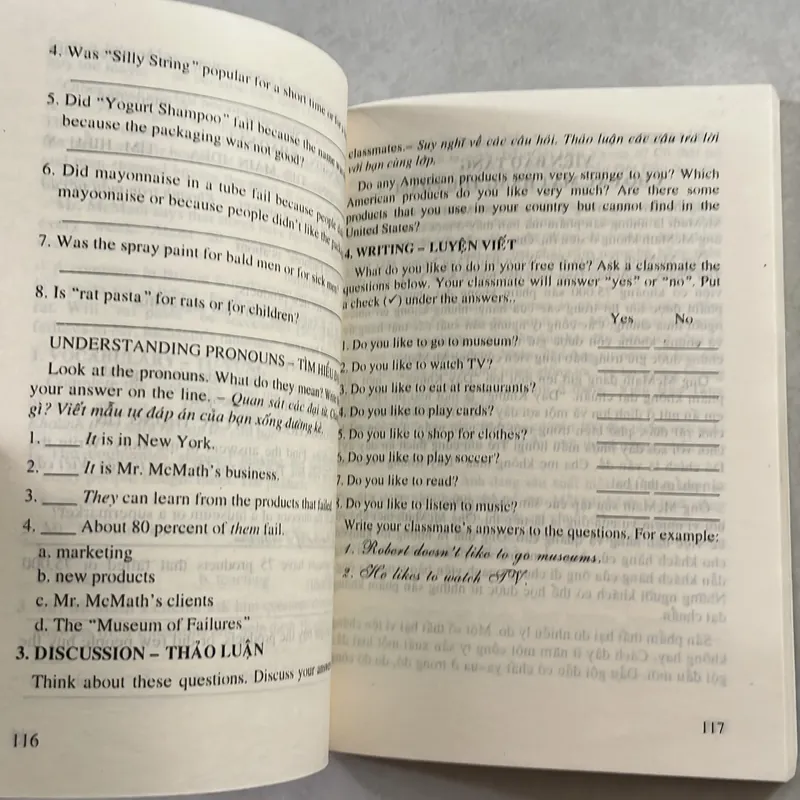 4. Was “Silly String” popular for a short time or for a
5. Did “Yogurt Shampoo” fail because the name
because the packaging was not good?
6. Did mayonnaise in a tube fail because people
mayoonaise or because people didn't like the
7. Was the spray paint for bald men or for sick men
8. Is “rat pasta” for rats or for children?
UNDERSTANDING PRONOUNS – TÌM HIỂU
Look at the pronouns. What do they mean?
your answer on the line. – Quan sát các đại từ.
gì? Viết mẫu tự đáp án của bạn xống đường kẻ.
1. ____ It is in New York.
2. ____ It is Mr. McMath's business.
3. ____ They can learn from the products that failed
4. ____ About 80 percent of them fail.
a. marketing
b. new products
c. Mr. McMath's clients
d. The “Museum of Failures”
3. DISCUSSION – THẢO LUẬN
Think about these questions. Discuss your
116
classmates.– Suy nghĩ về các câu hỏi. Thảo luận các câu trả lời
với bạn cùng lớp.
Do any American products seem very strange to you? Which
American products do you like very much? Are there some
products that you use in your country but cannot find in the
United States?
4. WRITING – LUYỆN VIẾT
What do you like to do in your free time? Ask a classmate the
questions below. Your classmate will answer “yes” or “no”. Put
a check (✓) under the answers..
Yes No
1. Do you like to go to museum?
2. Do you like to watch TV?
3. Do you like to eat at restaurants?
4. Do you like to play cards?
5. Do you like to shop for clothes?
6. Do you like to play soccer?
7. Do you like to read?
8. Do you like to listen to music?
Write your classmate's answers to the questions. For example:
1. Robert doesn't like to go museums.
2. He likes to watch TV.
117